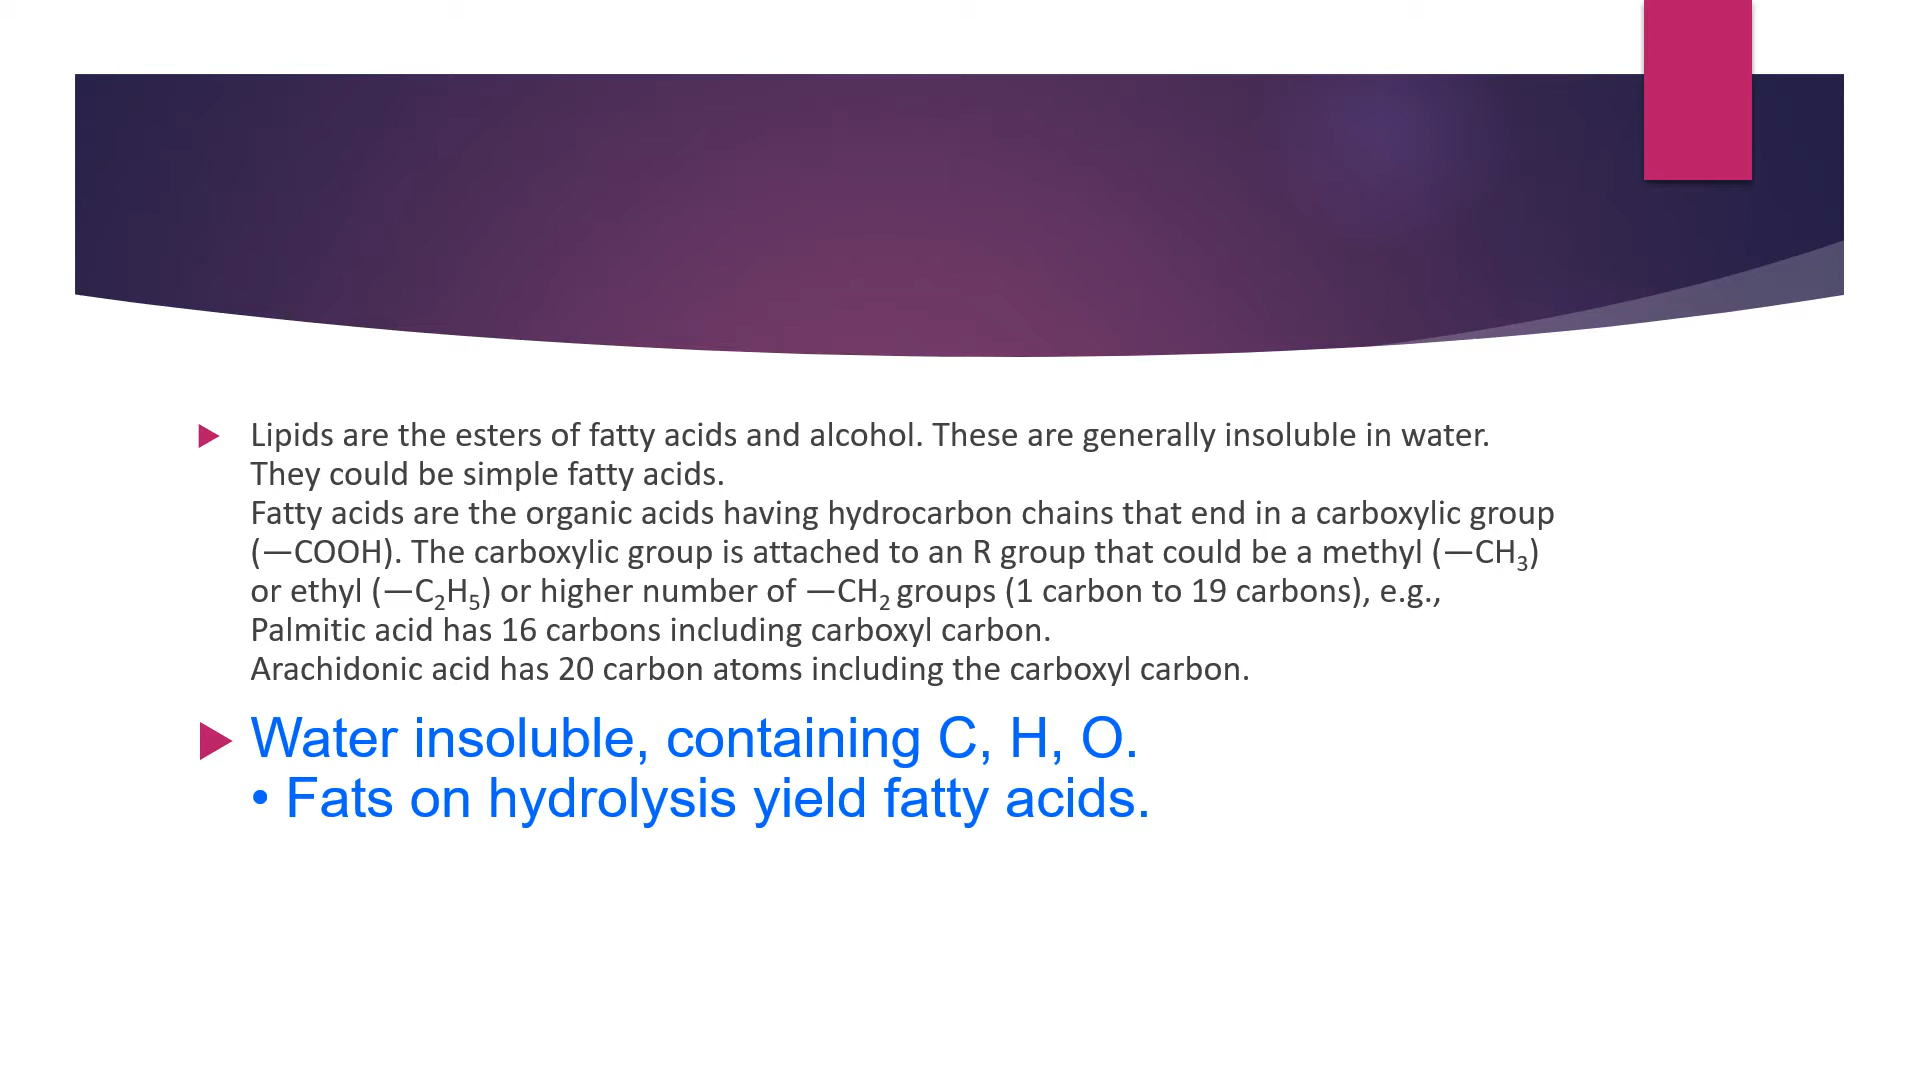 Lipids are the esters of fatty acids and alcohol. These are generally insoluble in water.
They could be simple fatty acids.
Fatty acids are the organic acids having hydrocarbon chains that end in a carboxylic group
(—COOH). The carboxylic group is attached to an R group that could be a methyl (—CH₃)
or ethyl (—C₂H₅) or higher number of —CH₂ groups (1 carbon to 19 carbons), e.g.,
Palmitic acid has 16 carbons including carboxyl carbon.
Arachidonic acid has 20 carbon atoms including the carboxyl carbon.
Water insoluble, containing C, H, O.
• Fats on hydrolysis yield fatty acids.